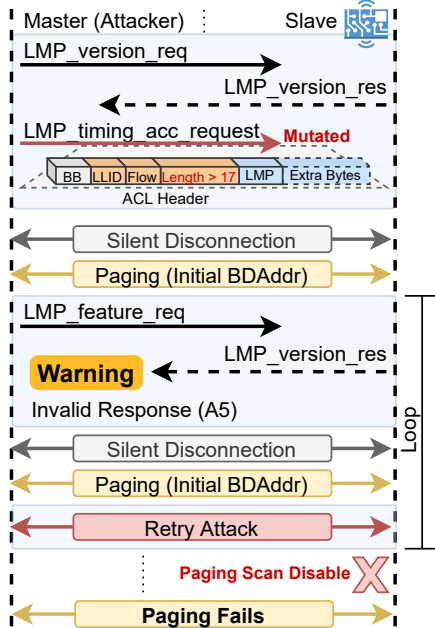 Master (Attacker) Slave
LMP_version_req
LMP_version_res
LMP_timing_acc_request Mutated
BB LLID Flow Length > 17 LMP Extra Bytes
ACL Header
Silent Disconnection
Paging (Initial BDAddr)
LMP_feature_req
LMP_version_res
Warning
Invalid Response (A5)
Silent Disconnection
Paging (Initial BDAddr)
Retry Attack
Loop
Paging Scan Disable
Paging Fails